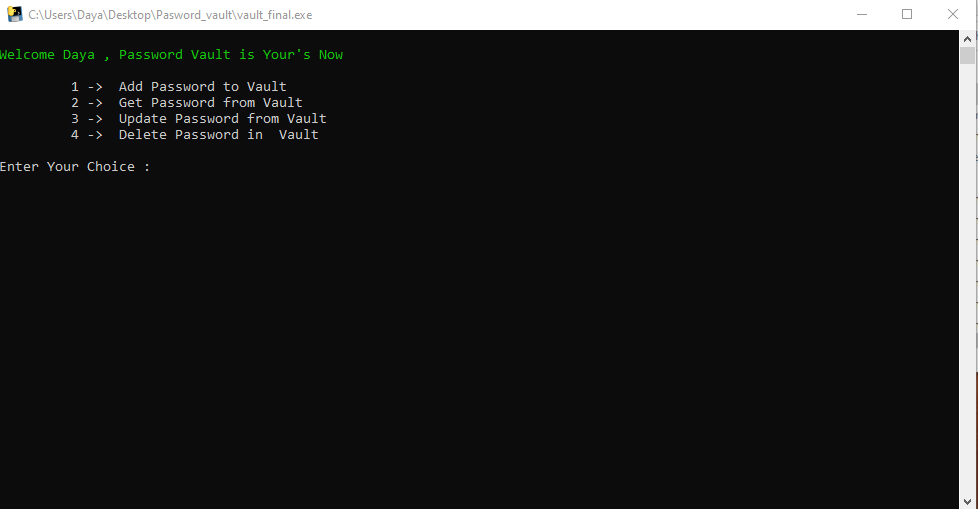 C:\Users\Daya\Desktop\Pasword_vault\vault_final.exe
Welcome Daya , Password Vault is Your's Now
1 -> Add Password to Vault
2 -> Get Password from Vault
3 -> Update Password from Vault
4 -> Delete Password in  Vault
Enter Your Choice :